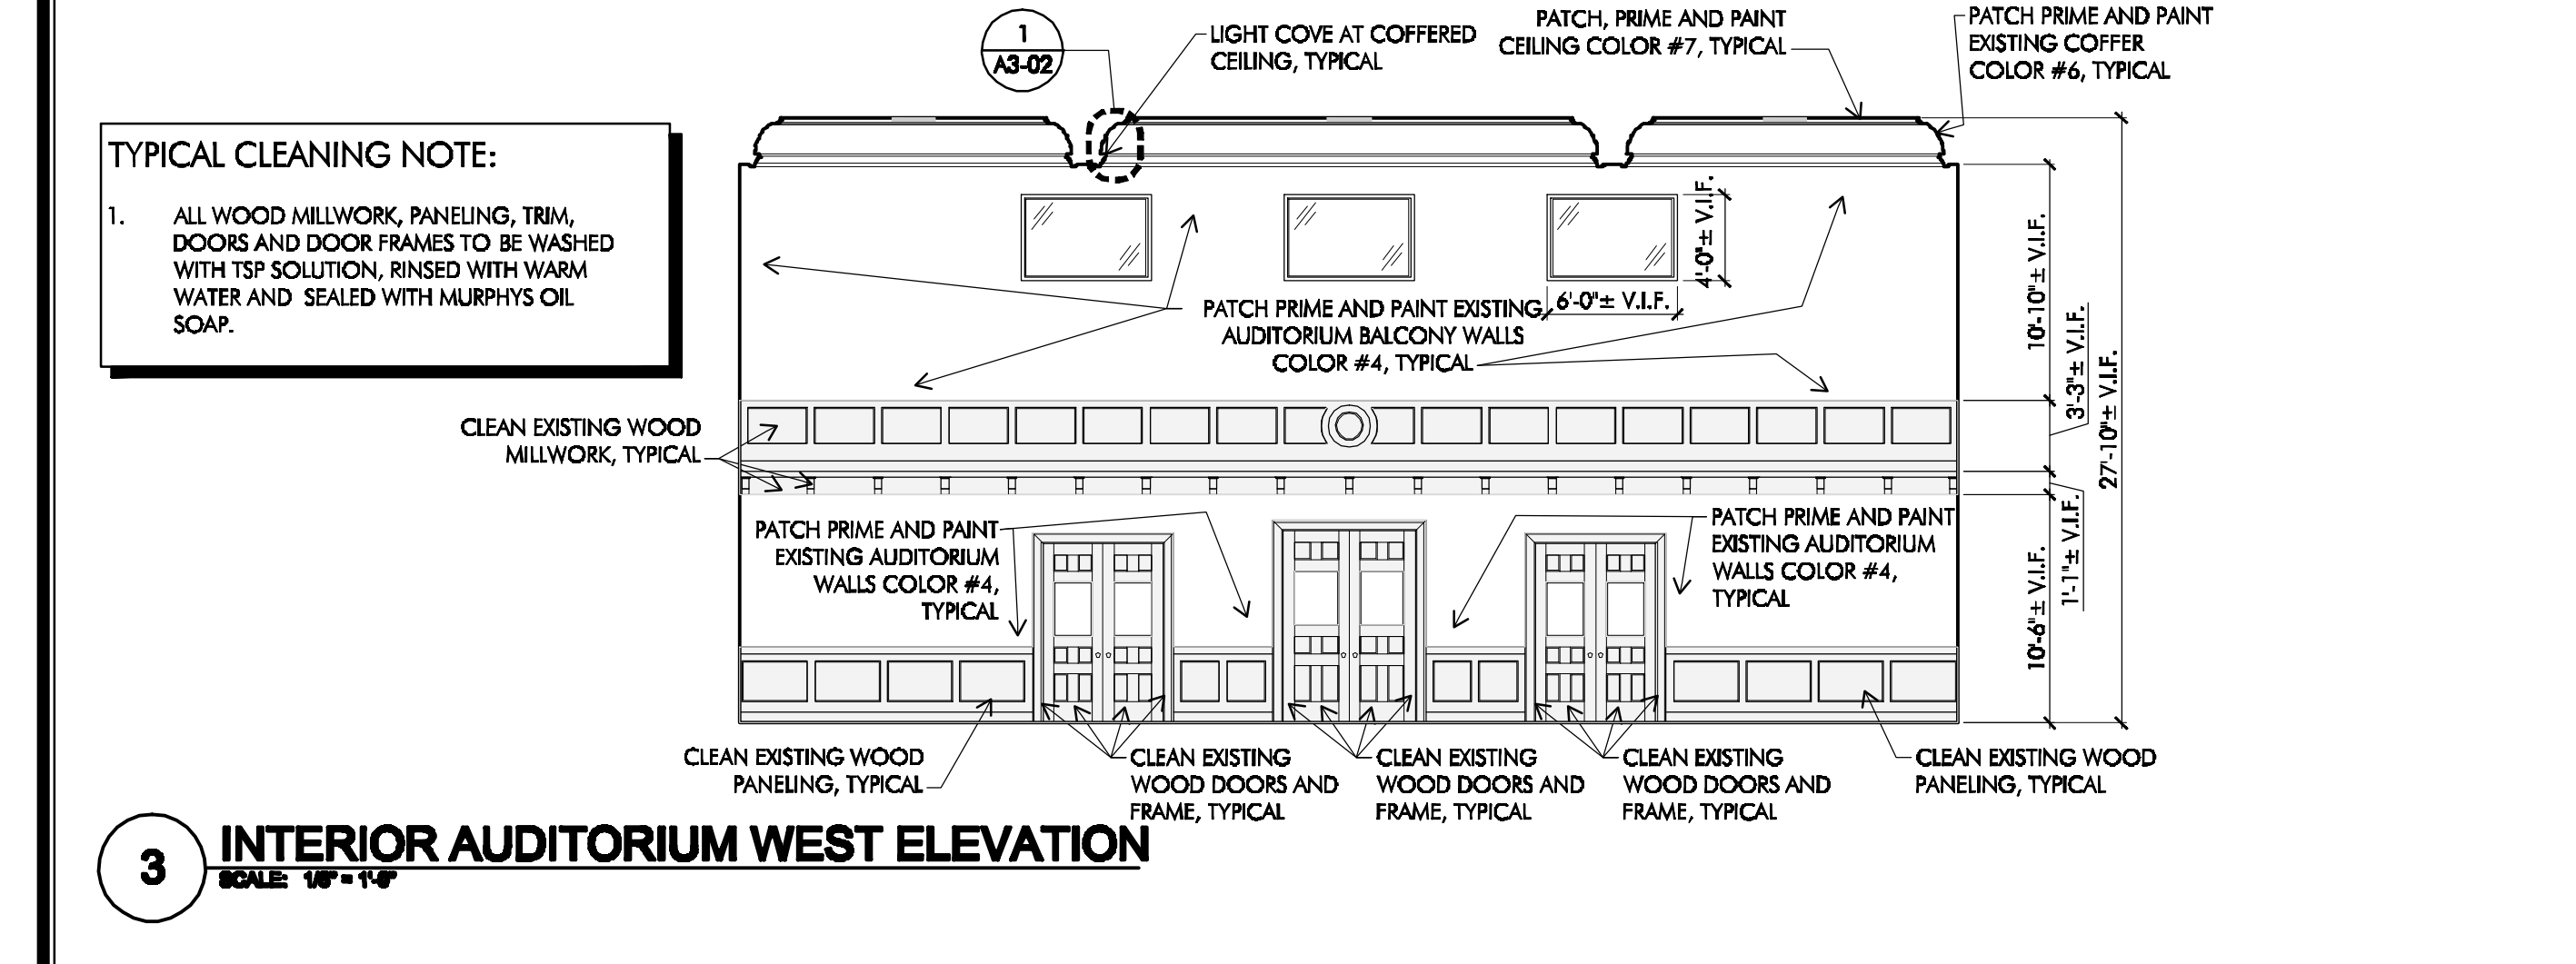 1
A3-02
LIGHT COVE AT COFFERED
CEILING, TYPICAL
PATCH, PRIME AND PAINT
CEILING COLOR #7, TYPICAL
PATCH PRIME AND PAINT
EXISTING COFFER
COLOR #6, TYPICAL
TYPICAL CLEANING NOTE:
1. ALL WOOD MILLWORK, PANELING, TRIM,
DOORS AND DOOR FRAMES TO BE WASHED
WITH TSP SOLUTION, RINSED WITH WARM
WATER AND SEALED WITH MURPHYS OIL
SOAP.
4'-0"± V.I.F.
6'-0"± V.I.F.
PATCH PRIME AND PAINT EXISTING
AUDITORIUM BALCONY WALLS
COLOR #4, TYPICAL
10'-10"± V.I.F.
3'-3"± V.I.F.
27'-10"± V.I.F.
1'-1"± V.I.F.
10'-6"± V.I.F.
CLEAN EXISTING WOOD
MILLWORK, TYPICAL
PATCH PRIME AND PAINT
EXISTING AUDITORIUM
WALLS COLOR #4,
TYPICAL
PATCH PRIME AND PAINT
EXISTING AUDITORIUM
WALLS COLOR #4,
TYPICAL
CLEAN EXISTING WOOD
PANELING, TYPICAL
CLEAN EXISTING
WOOD DOORS AND
FRAME, TYPICAL
CLEAN EXISTING
WOOD DOORS AND
FRAME, TYPICAL
CLEAN EXISTING
WOOD DOORS AND
FRAME, TYPICAL
CLEAN EXISTING WOOD
PANELING, TYPICAL
3
INTERIOR AUDITORIUM WEST ELEVATION
SCALE: